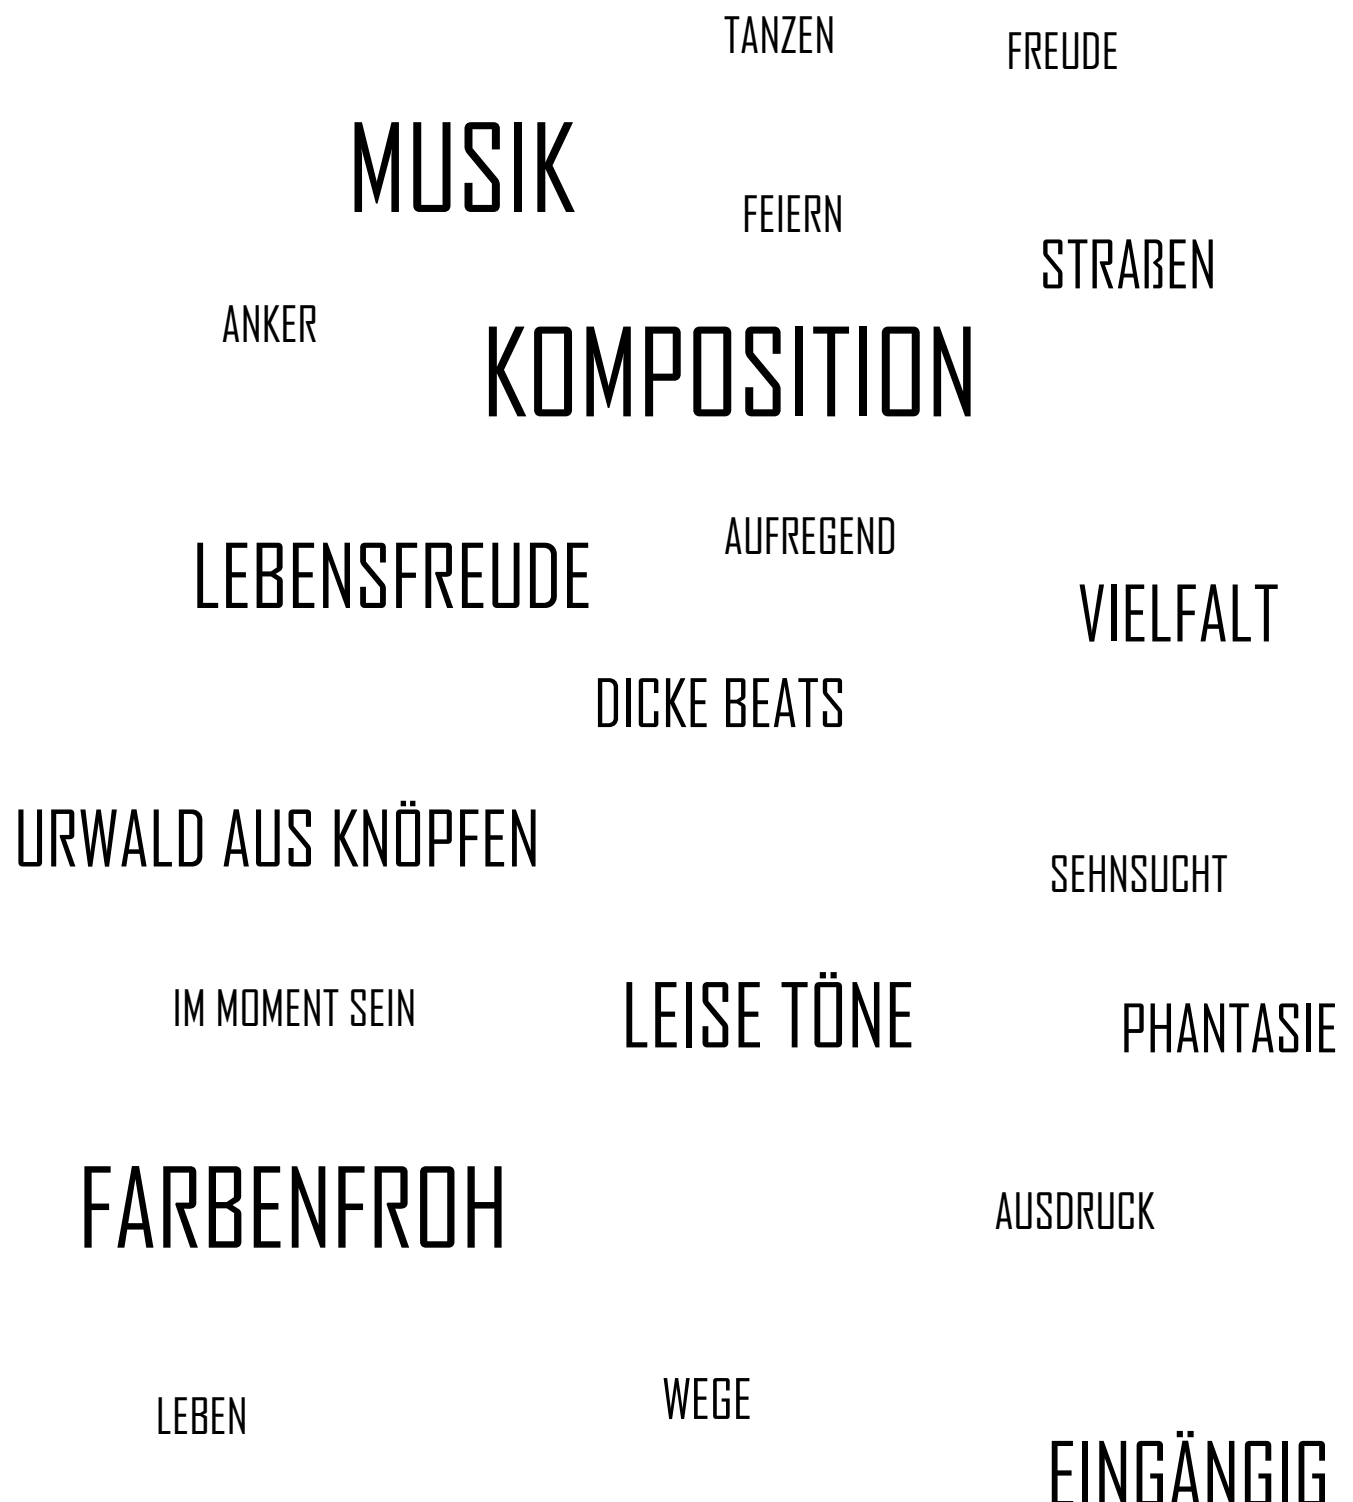 TANZEN
FREUDE
MUSIK
FEIERN
STRAßEN
ANKER
KOMPOSITION
AUFREGEND
LEBENSFREUDE
VIELFALT
DICKE BEATS
URWALD AUS KNÖPFEN
SEHNSUCHT
IM MOMENT SEIN
LEISE TÖNE
PHANTASIE
FARBENFROH
AUSDRUCK
WEGE
LEBEN
EINGÄNGIG